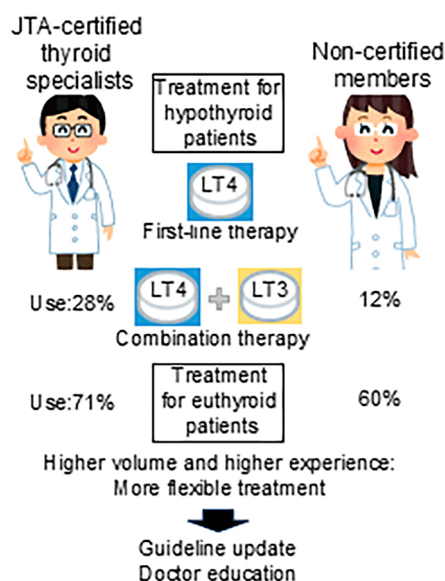 JTA-certified
thyroid
specialists
Non-certified
members
Treatment for
hypothyroid
patients
LT4
First-line therapy
Use:28%
LT4 + LT3
12%
Combination therapy
Use:71%
Treatment
for euthyroid
patients
60%
Higher volume and higher experience:
More flexible treatment
Guideline update
Doctor education